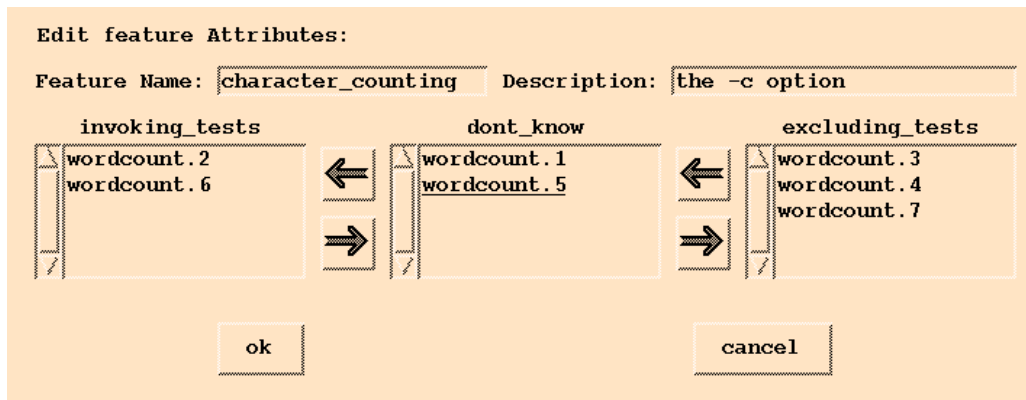 Edit feature Attributes:
Feature Name: character_counting Description: the -c option
invoking_tests dont_know excluding_tests
wordcount.2 wordcount.1 wordcount.3
wordcount.6 wordcount.5 wordcount.4
wordcount.7
ok cancel